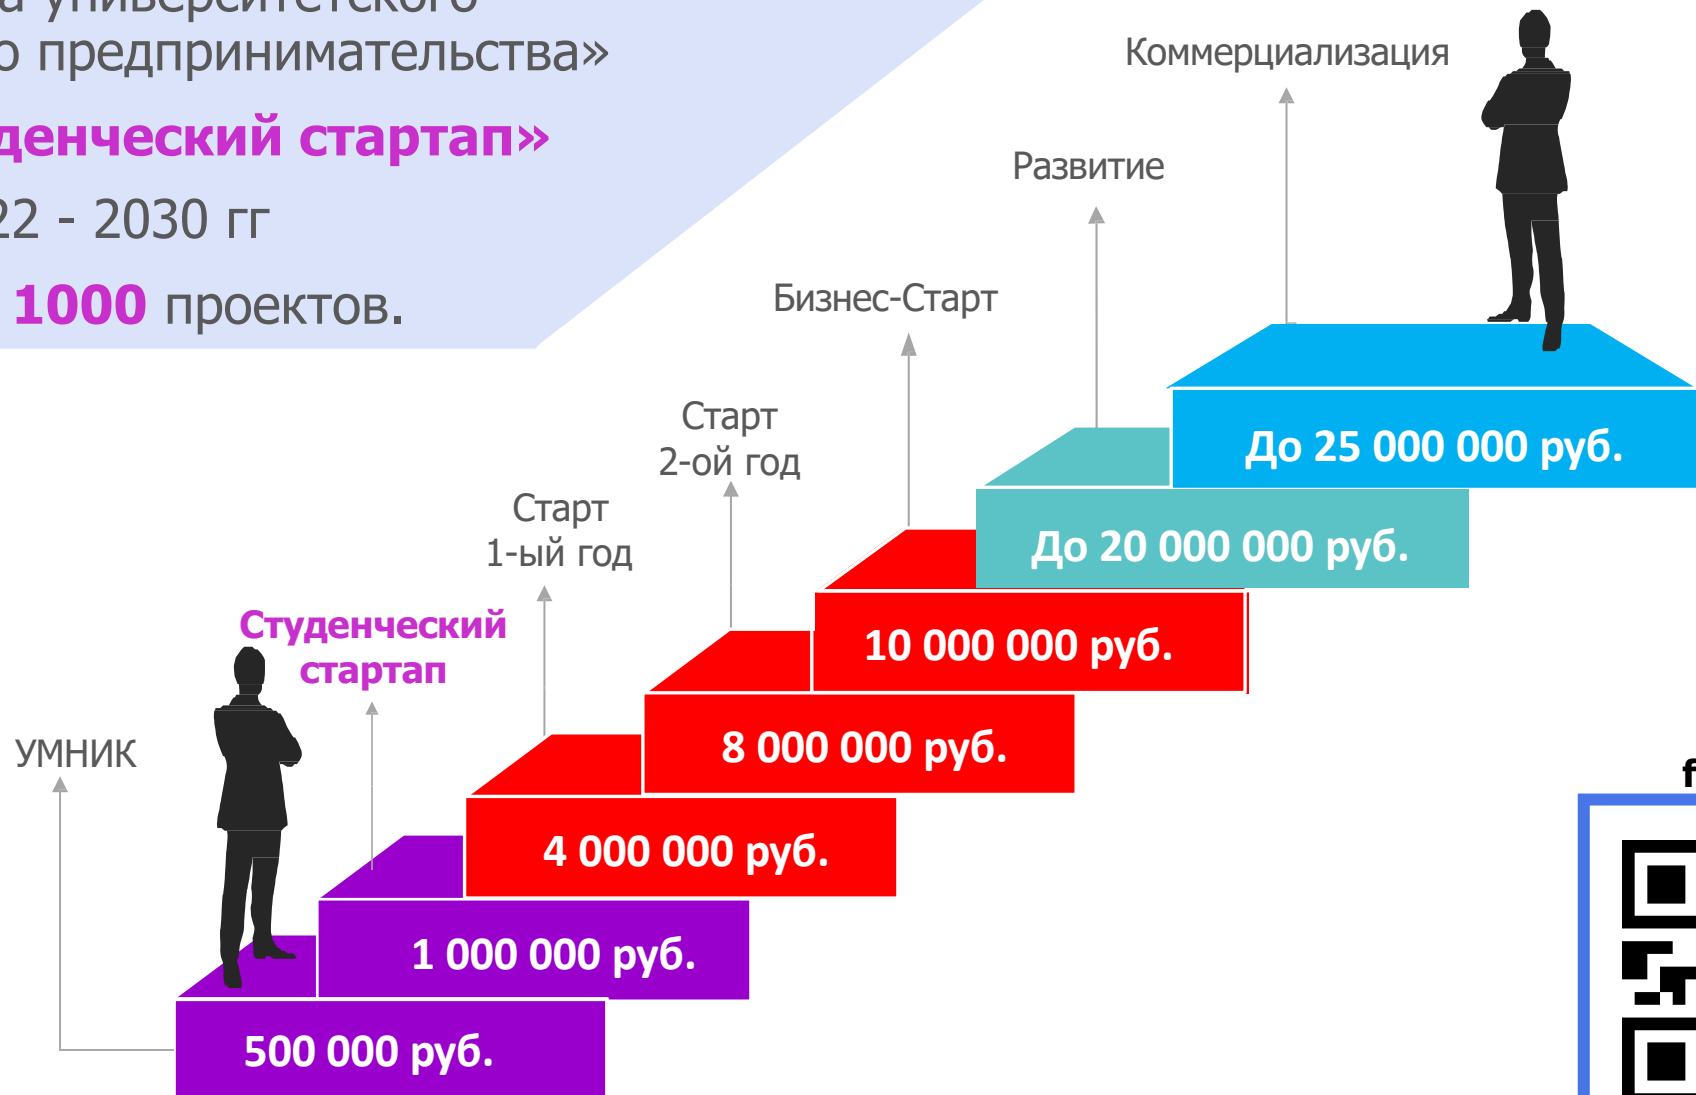 а университетского
о предпринимательства»
денческий стартап»
22 - 2030 гг
1000 проектов.
Коммерциализация
Развитие
Бизнес-Старт
Старт
2-ой год
Старт
1-ый год
Студенческий
стартап
УМНИК
До 25 000 000 руб.
До 20 000 000 руб.
10 000 000 руб.
8 000 000 руб.
4 000 000 руб.
1 000 000 руб.
500 000 руб.
f